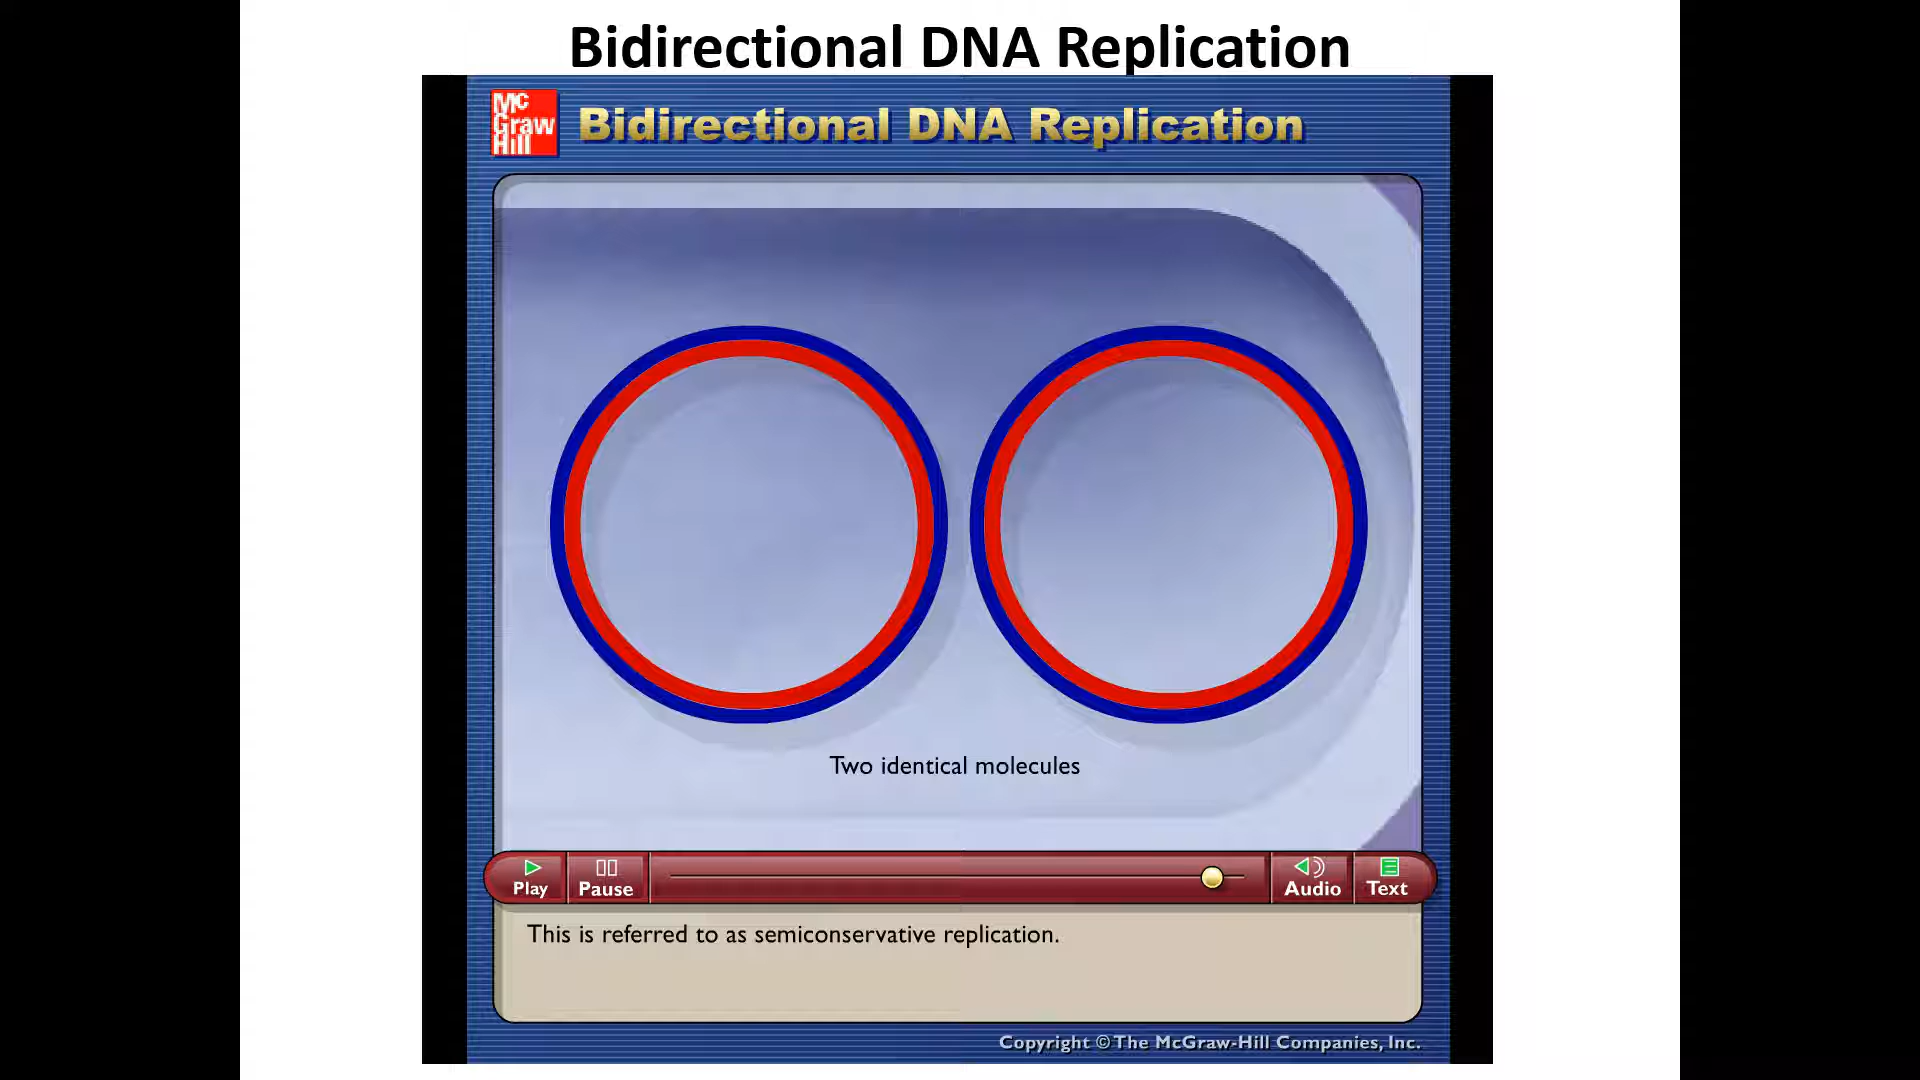 Bidirectional DNA Replication
Mc
Graw
Hill
Bidirectional DNA Replication
Two identical molecules
Play
Pause
Audio
Text
This is referred to as semiconservative replication.
Copyright © The McGraw-Hill Companies, Inc.